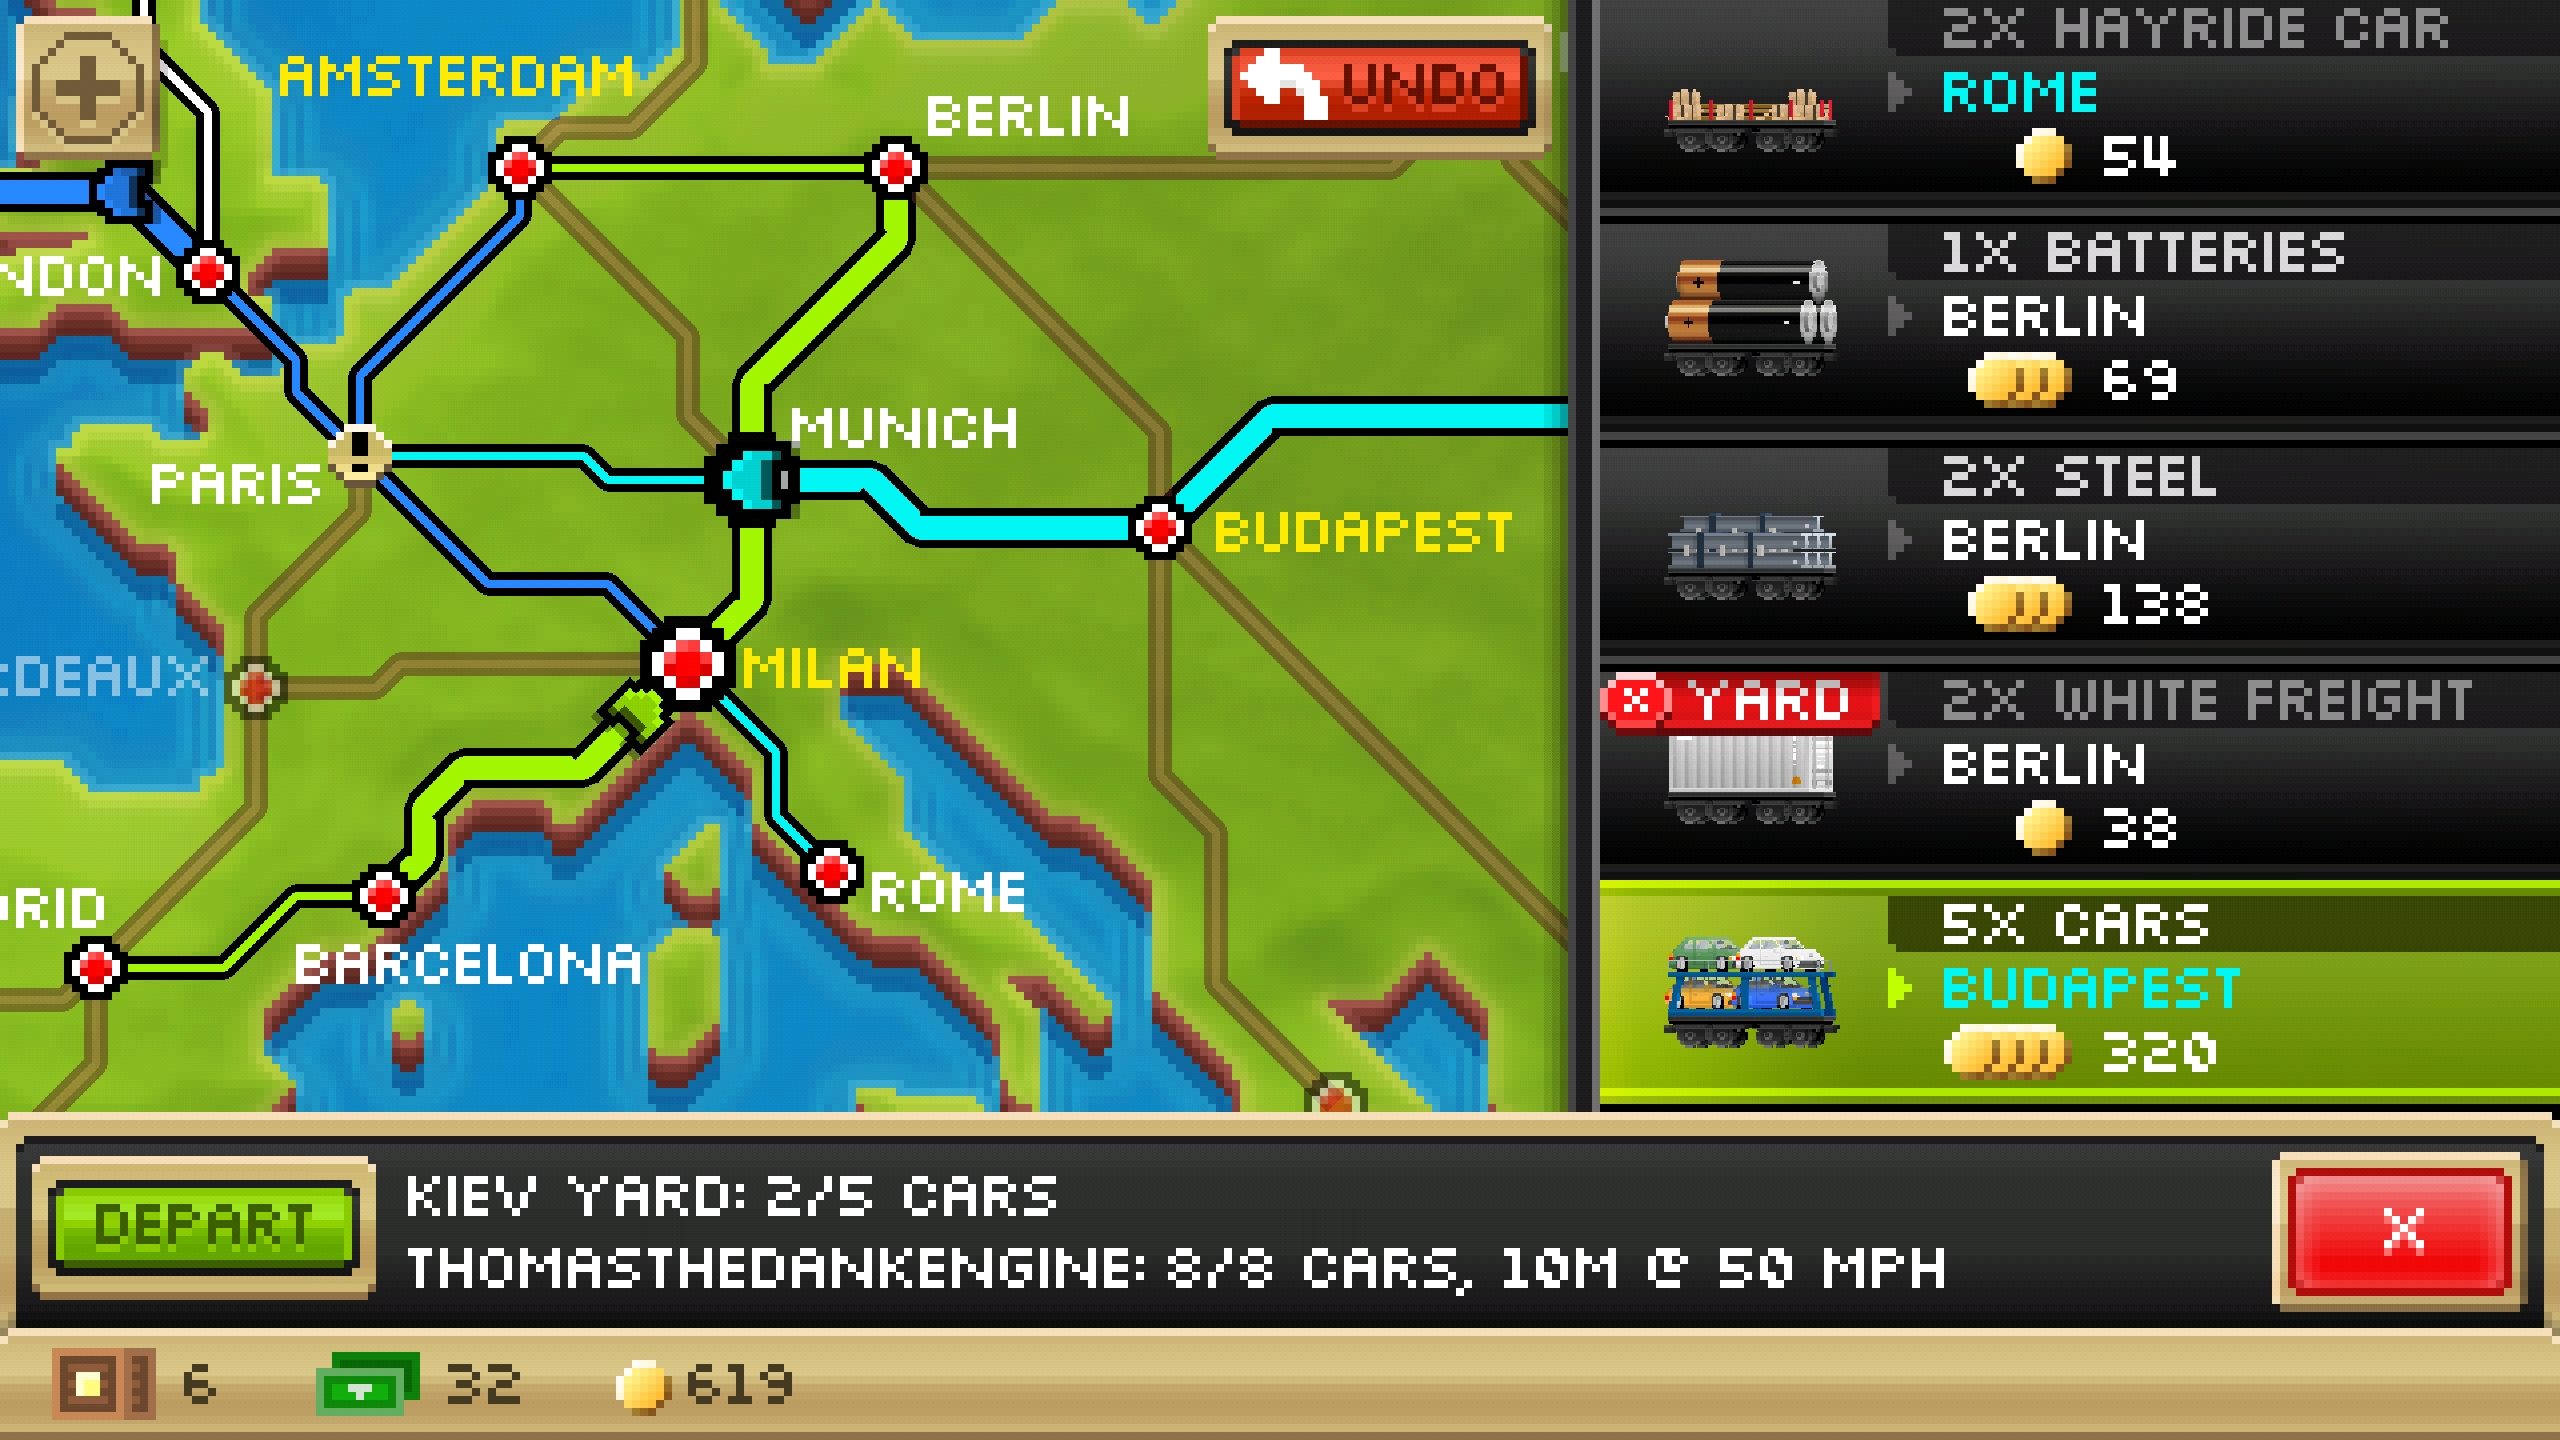 AMSTERDAM
BERLIN
UNDO
NDON
MUNICH
PARIS
BUDAPEST
MILAN
DEAUX
ROME
RID
BARCELONA
2X HAYRIDE CAR
ROME
54
1X BATTERIES
BERLIN
69
2X STEEL
BERLIN
138
X YARD
2X WHITE FREIGHT
BERLIN
38
5X CARS
BUDAPEST
320
DEPART
KIEV YARD: 2/5 CARS
THOMASTHEDANKENGINE: 8/8 CARS, 10M @ 50 MPH
X
6 32 619